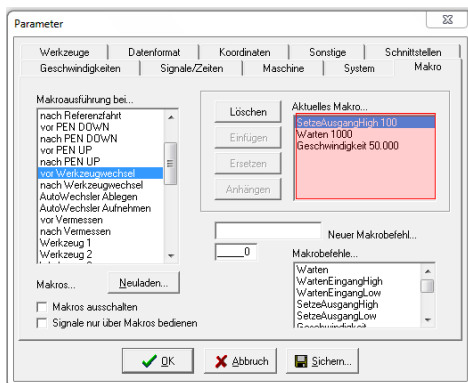 Parameter
Werkzeuge
Datenformat
Koordinaten
Sonstige
Schnittstellen
Geschwindigkeiten
Signale/Zeiten
Maschine
System
Makro
Makroausführung bei...
nach Referenzfahrt
vor PEN DOWN
nach PEN DOWN
vor PEN UP
nach PEN UP
vor Werkzeugwechsel
nach Werkzeugwechsel
AutoWechsler Ablegen
AutoWechsler Aufnehmen
vor Vermessen
nach Vermessen
Werkzeug 1
Werkzeug 2
Löschen
Einfügen
Ersetzen
Anhängen
Aktuelles Makro...
SetzeAusgangHigh 100
Warten 1000
Geschwindigkeit 50.000
Neuer Makrobefehl...
____0
Makrobefehle...
Warten
WartenEingangHigh
WartenEingangLow
SetzeAusgangHigh
SetzeAusgangLow
Geschwindigkeit
Makros...
Neuladen...
Makros ausschalten
Signale nur über Makros bedienen
OK
Abbruch
Sichern...